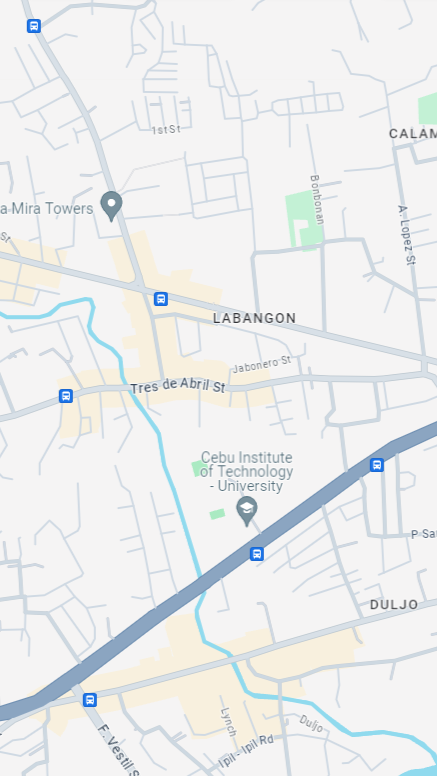 1st St
CALAM
Bonbonan
a Mira Towers
A. Lopez St
St
LABANGON
Jabonero St
Tres de Abril St
Cebu Institute
of Technology
- University
P Sa
DULJO
Lynch
Duljo
F. Vestil S
Ipil - Ipil Rd